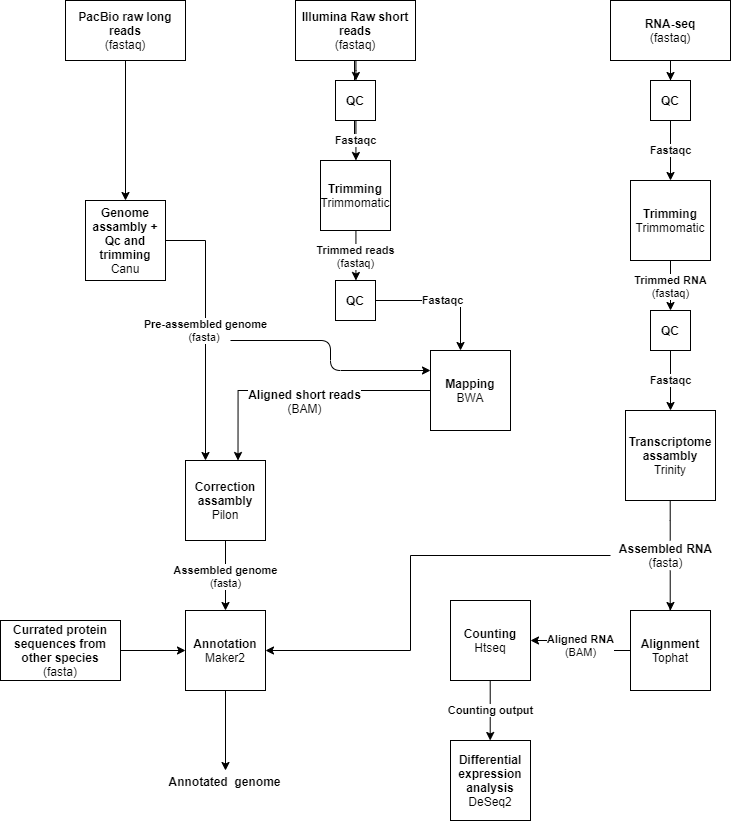 PacBio raw long
reads
(fastaq)
Illumina Raw short
reads
(fastaq)
RNA-seq
(fastaq)
QC
QC
Fastaqc
Fastaqc
Trimming
Trimmomatic
Trimming
Trimmomatic
Genome
assembly +
Qc and
trimming
Canu
Trimmed reads
(fastaq)
Trimmed RNA
(fastaq)
QC
Fastaqc
QC
Pre-assembled genome
(fasta)
Fastaqc
Mapping
BWA
Aligned short reads
(BAM)
Transcriptome
assembly
Trinity
Correction
assambly
Pilon
Assembled RNA
(fasta)
Assembled genome
(fasta)
Currated protein
sequences from
other species
(fasta)
Annotation
Maker2
Counting
Htseq
Aligned RNA
(BAM)
Alignment
Tophat
Counting output
Annotated genome
Differential
expression
analysis
DeSeq2